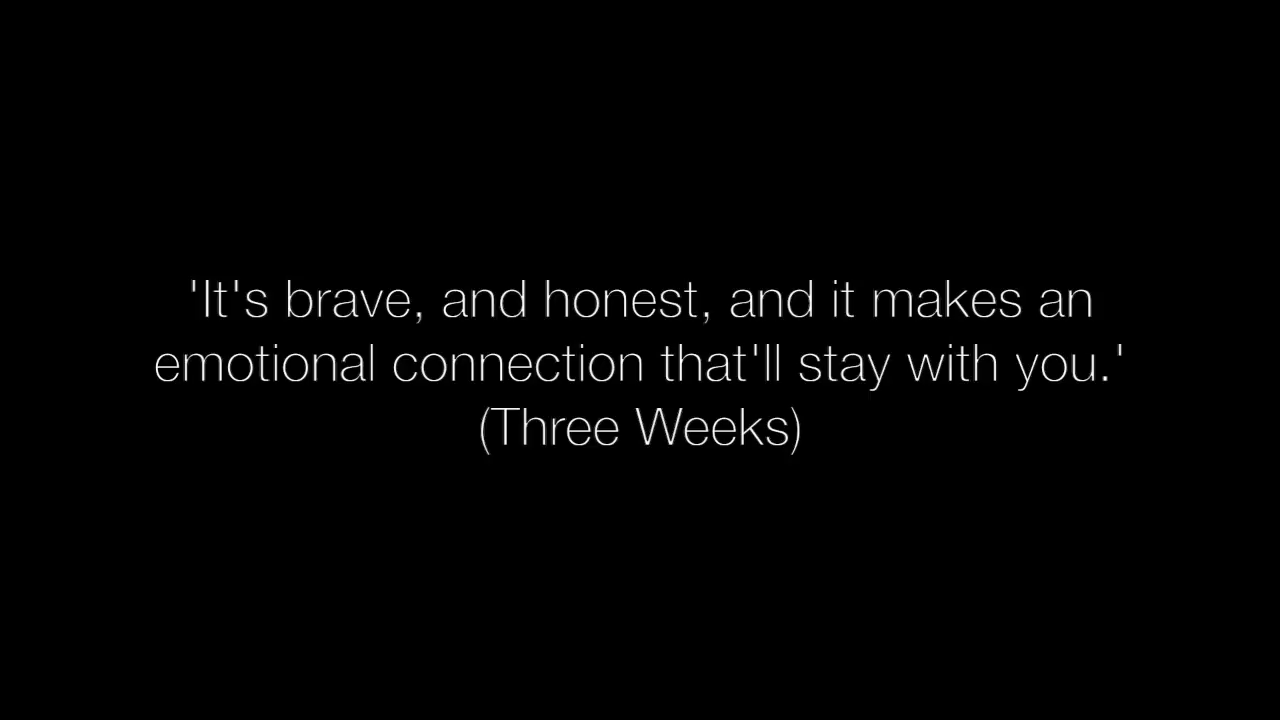 'It's brave, and honest, and it makes an
emotional connection that'll stay with you.'
(Three Weeks)